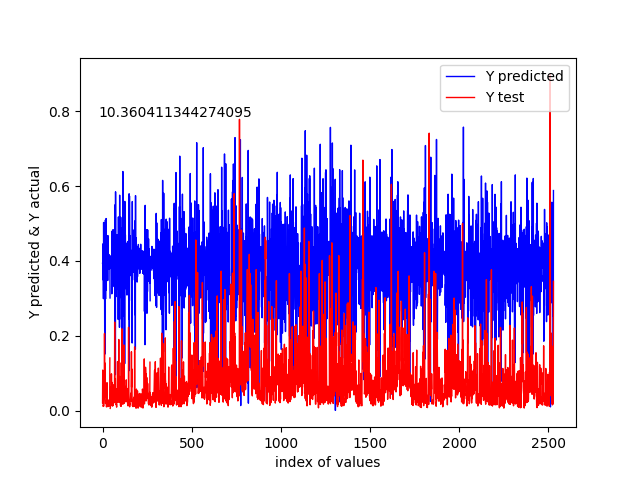 Y predicted
Y test
10.360411344274095
0.8
0.6
0.4
0.2
0.0
Y predicted & Y actual
0 500 1000 1500 2000 2500
index of values